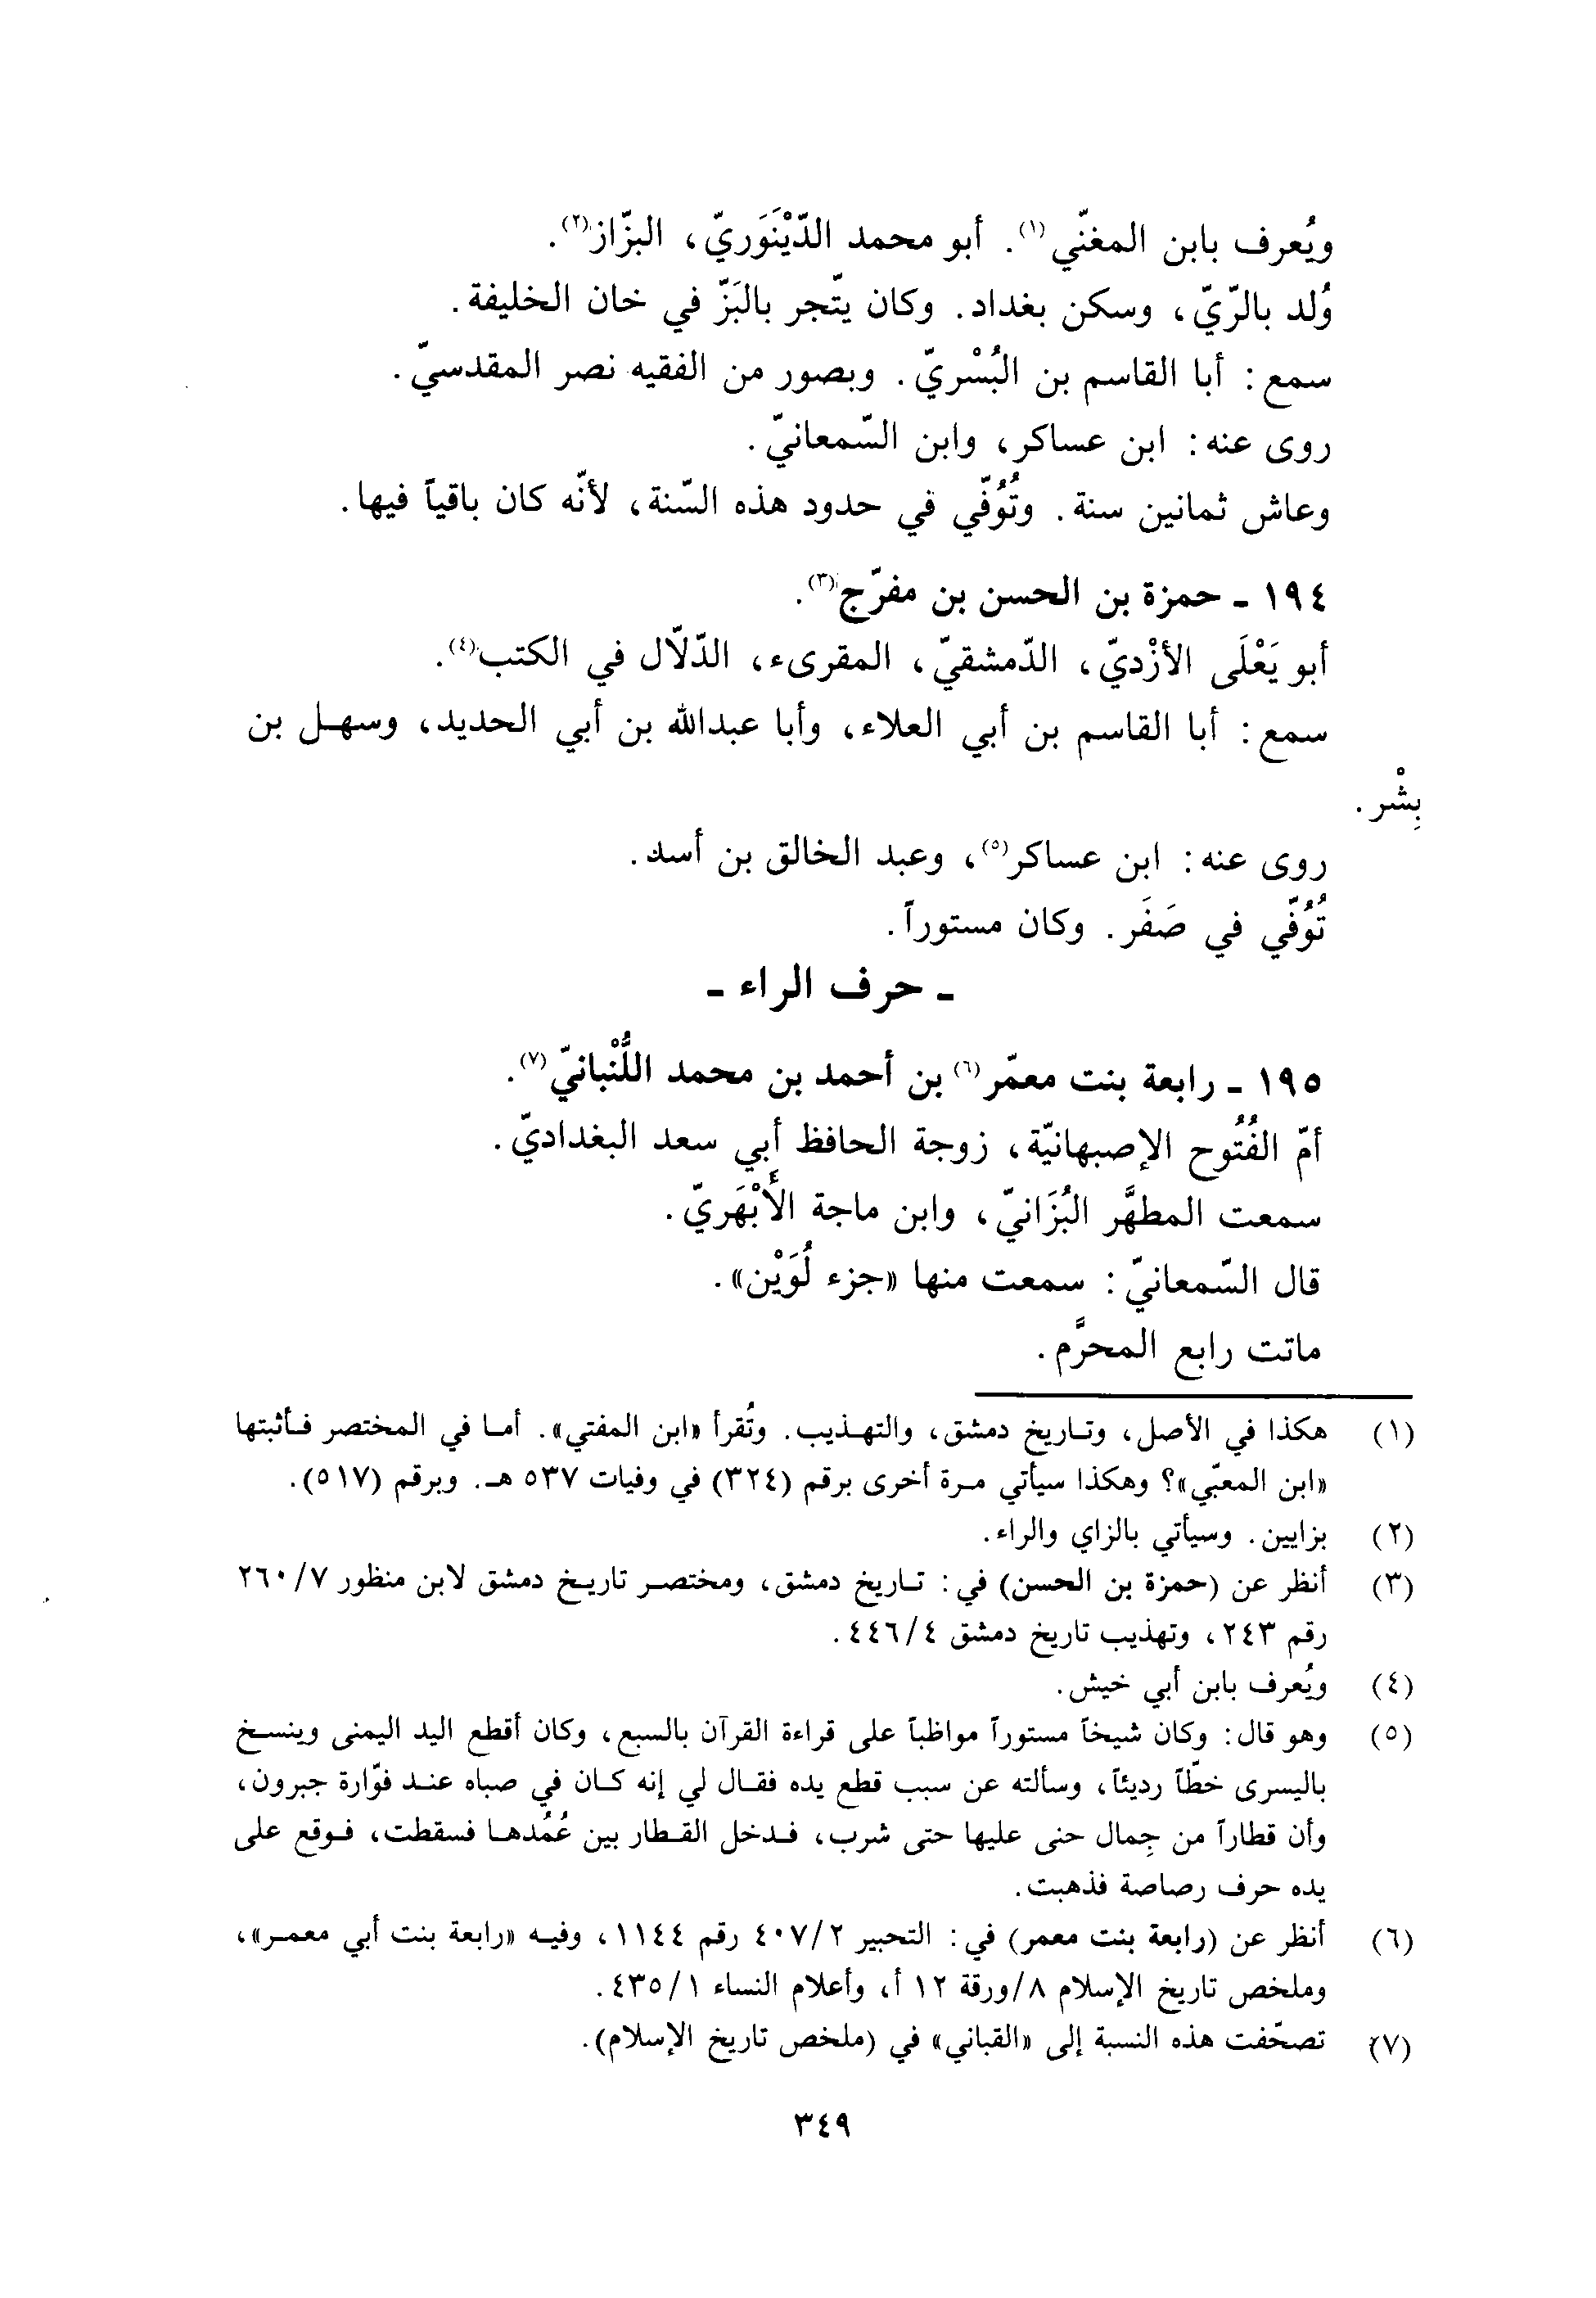 ويُعرف بابن المغنّي(١). أبو محمد الدّيْنَوَريّ، البزّاز(٢).
وُلد بالرّيّ، وسكن بغداد. وكان يتّجر بالبَزّ في خان الخليفة.
سمع: أبا القاسم بن البُسْريّ. وبصور من الفقيه نصر المقدسيّ.
روى عنه: ابن عساكر، وابن السّمعانيّ.
وعاش ثمانين سنة. وتُوُفّي في حدود هذه السّنة، لأنّه كان باقياً فيها.
١٩٤ - حمزة بن الحسن بن مفرّج(٣).
أبو يَعْلَى الأزْديّ، الدّمشقيّ، المقرىء، الدّلّال في الكتب(٤).
سمع: أبا القاسم بن أبي العلاء، وأبا عبدالله بن أبي الحديد، وسهل بن
بِشْر.
روى عنه: ابن عساكر(٥)، وعبد الخالق بن أسد.
تُوُفّي في صَفَر. وكان مستوراً.
- حرف الراء -
١٩٥ - رابعة بنت معمّر(٦) بن أحمد بن محمد اللُّنْبانيّ(٧).
أمّ الفُتُوح الإصبهانيّة، زوجة الحافظ أبي سعد البغداديّ.
سمعت المطهَّر البُزَانيّ، وابن ماجة الأَبْهَريّ.
قال السّمعانيّ: سمعت منها «جزء لُوَيْن».
ماتت رابع المحرَّم.
(١) هكذا في الأصل، وتاريخ دمشق، والتهذيب. وتُقرأ «ابن المفتي». أما في المختصر فأثبتها
«ابن المعبّي»؟ وهكذا سيأتي مرة أخرى برقم (٣٢٤) في وفيات ٥٣٧ هـ. وبرقم (٥١٧).
(٢) بزايين. وسيأتي بالزاي والراء.
(٣) أنظر عن (حمزة بن الحسن) في: تاريخ دمشق، ومختصر تاريخ دمشق لابن منظور ٢٦٠/٧
رقم ٢٤٣، وتهذيب تاريخ دمشق ٤٤٦/٤.
(٤) ويُعرف بابن أبي خيش.
(٥) وهو قال: وكان شيخاً مستوراً مواظباً على قراءة القرآن بالسبع، وكان أقطع اليد اليمنى وينسخ
باليسرى خطّاً رديئاً، وسألته عن سبب قطع يده فقال لي إنه كان في صباه عند فوّارة جبرون،
وأن قطاراً من جِمال حنى عليها حتى شرب، فدخل القطار بين عُمُدها فسقطت، فوقع على
يده حرف رصاصة فذهبت.
(٦) أنظر عن (رابعة بنت معمر) في: التحبير ٤٠٧/٢ رقم ١١٤٤، وفيه «رابعة بنت أبي معمر»،
وملخص تاريخ الإسلام ٨/ورقة ١٢ أ، وأعلام النساء ٤٣٥/١.
(٧) تصحّفت هذه النسبة إلى «القباني» في (ملخص تاريخ الإسلام).
٣٤٩